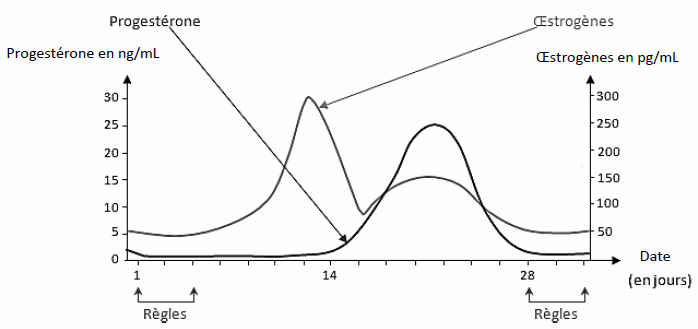 Progestérone
Œstrogènes
Progestérone en ng/mL
Œstrogènes en pg/mL
30
300
25
250
20
200
15
150
10
100
5
50
0
0
1
14
28
Date
(en jours)
Règles
Règles